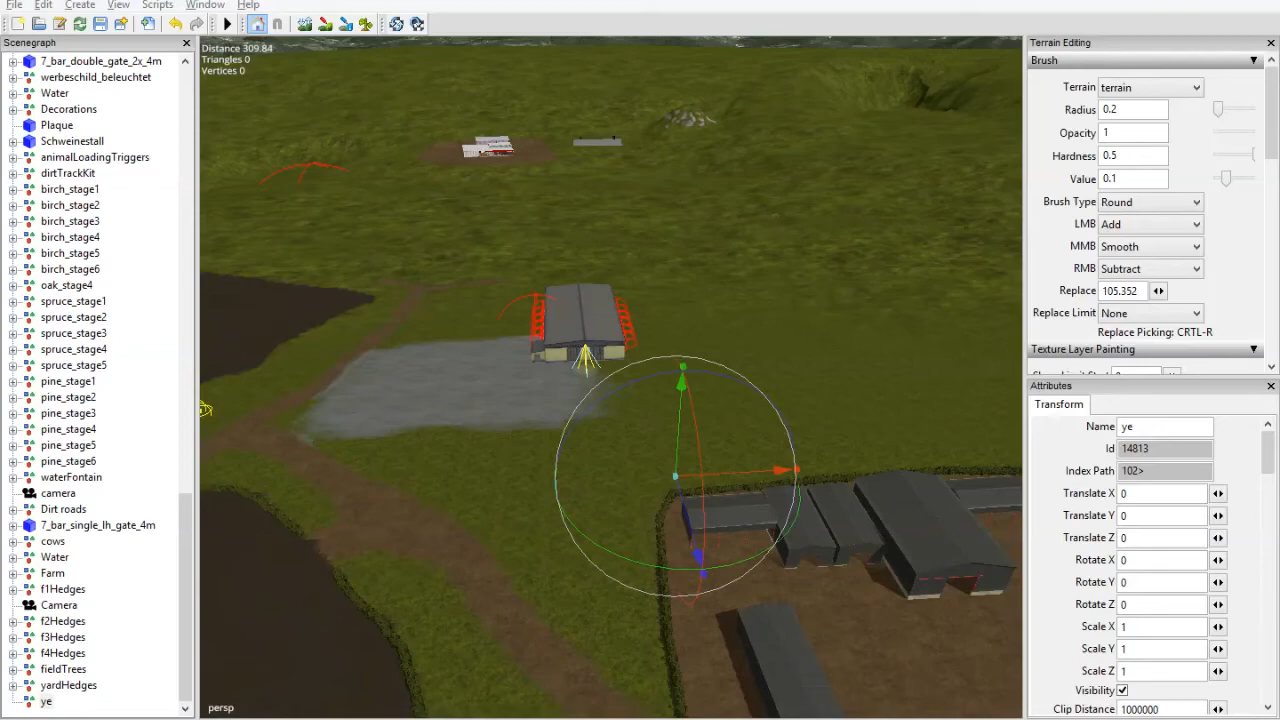 File Edit Create View Scripts Window Help
Scenegraph
7_bar_double_gate_2x_4m
werbeschild_beleuchtet
Water
Decorations
Plaque
Schweinestall
animalLoadingTriggers
dirtTrackKit
birch_stage1
birch_stage2
birch_stage3
birch_stage4
birch_stage5
birch_stage6
oak_stage4
spruce_stage1
spruce_stage2
spruce_stage3
spruce_stage4
spruce_stage5
pine_stage1
pine_stage2
pine_stage3
pine_stage4
pine_stage5
pine_stage6
waterFontain
camera
Dirt roads
7_bar_single_lh_gate_4m
cows
Water
Farm
f1Hedges
Camera
f2Hedges
f3Hedges
f4Hedges
fieldTrees
yardHedges
ye
Distance 309.84
Triangles 0
Vertices 0
persp
Terrain Editing
Brush
Terrain terrain
Radius 0.2
Opacity 1
Hardness 0.5
Value 0.1
Brush Type Round
LMB Add
MMB Smooth
RMB Subtract
Replace 105.352
Replace Limit None
Replace Picking: CRTL-R
Texture Layer Painting
Attributes
Transform
Name ye
Id 14813
Index Path 102>
Translate X 0
Translate Y 0
Translate Z 0
Rotate X 0
Rotate Y 0
Rotate Z 0
Scale X 1
Scale Y 1
Scale Z 1
Visibility
Clip Distance 1000000